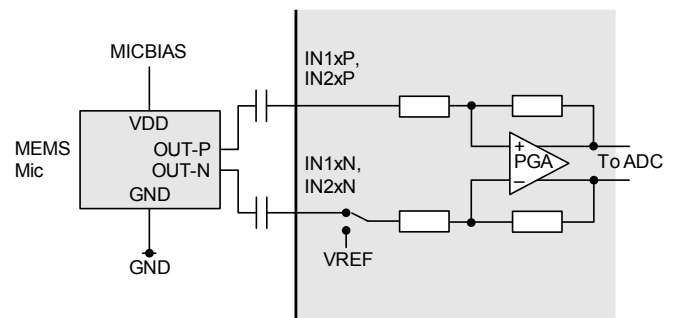 MICBIAS
IN1xP,
IN2xP
VDD
MEMS
Mic
OUT-P
OUT-N
GND
+
PGA
–
To ADC
IN1xN,
IN2xN
VREF
GND